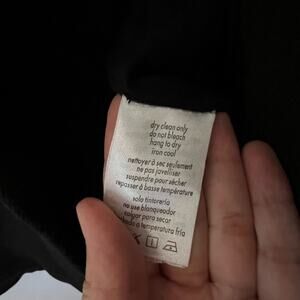 dry clean only
do not bleach
hang to dry
iron cool
nettoyer à sec seulement
ne pas javelliser
suspendre pour sécher
repasser à basse température
solo tintorería
no use blanqueador
colgar para secar
a temperatura fría